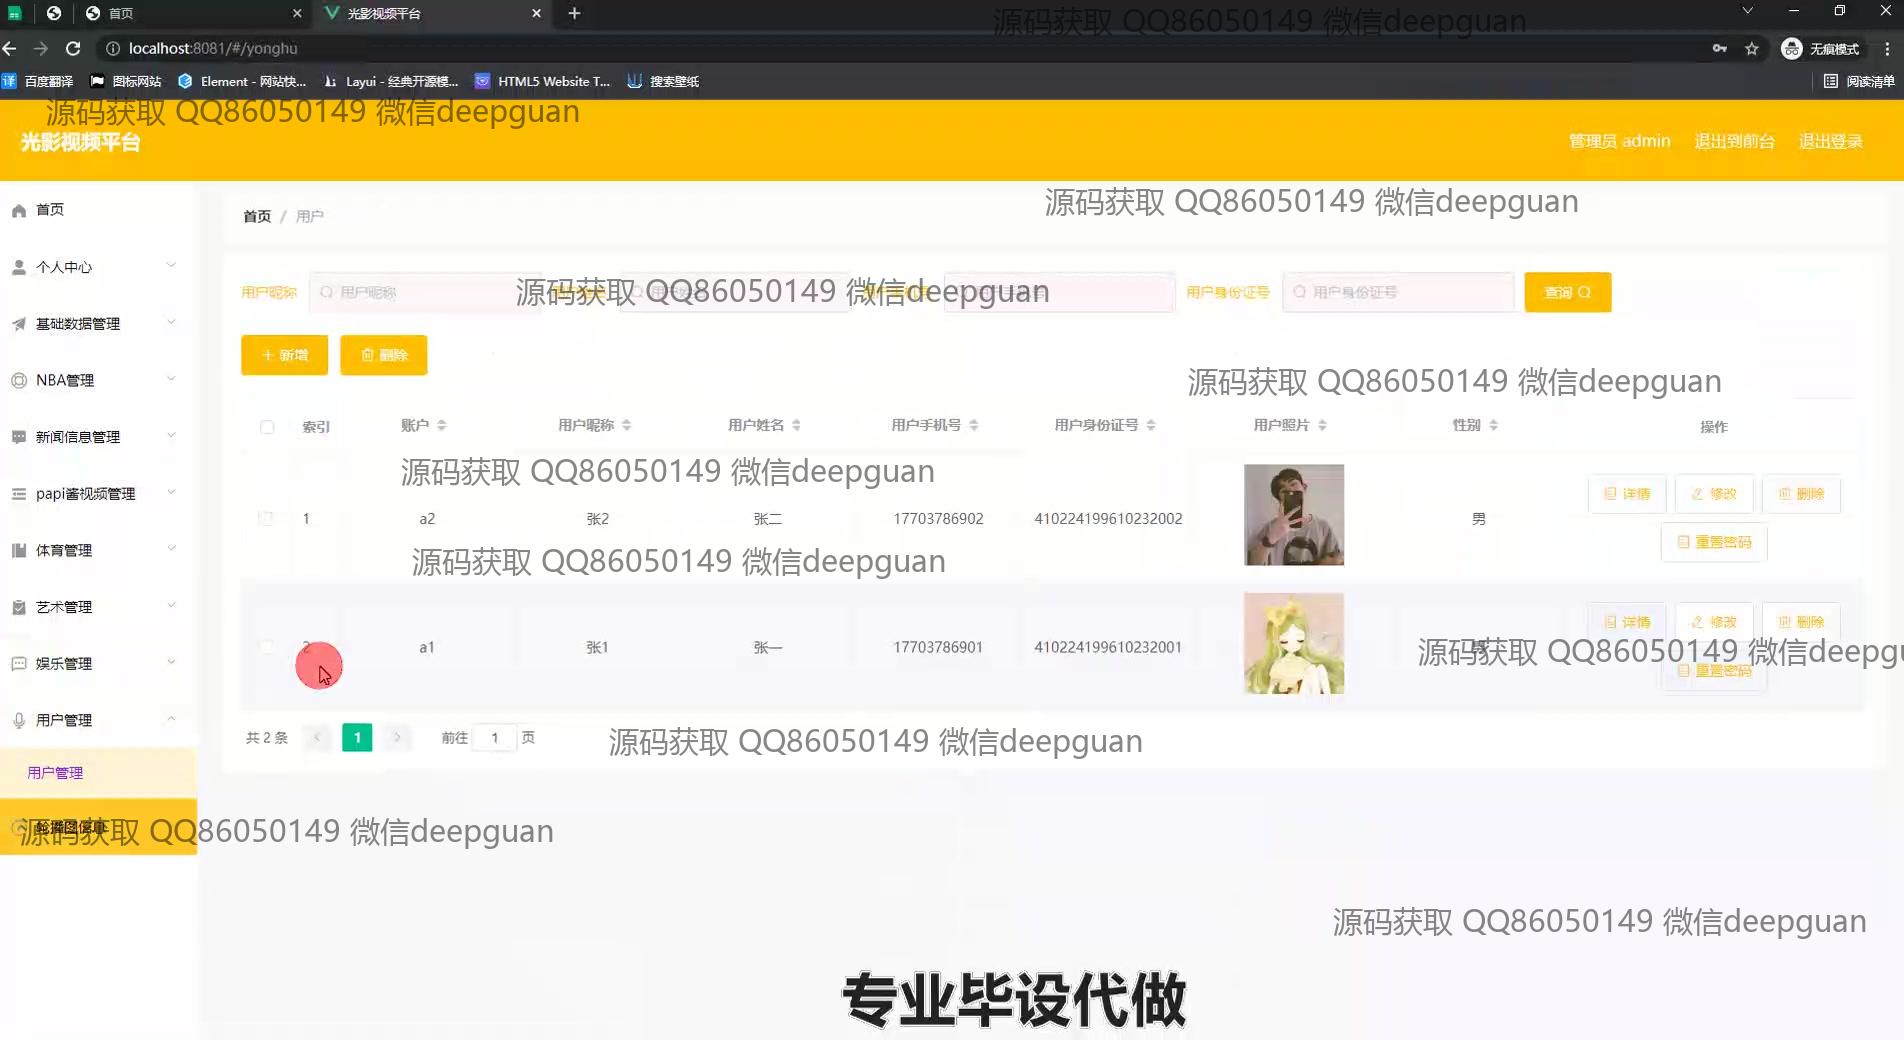 首页
光影视频平台
源码获取 QQ86050149 微信deepguan
localhost:8081/#/yonghu
无痕模式
百度翻译
图标网站
Element - 网站快...
Layui - 经典开源模...
HTML5 Website T...
搜索壁纸
阅读清单
源码获取 QQ86050149 微信deepguan
光影视频平台
管理员 admin
退出到前台
退出登录
源码获取 QQ86050149 微信deepguan
首页
个人中心
基础数据管理
NBA管理
新闻信息管理
papi酱视频管理
体育管理
艺术管理
娱乐管理
用户管理
用户管理
首页 / 用户
用户昵称
用户昵称
源码获取 QQ86050149 微信deepguan
用户身份证号
用户身份证号
查询
新增
删除
源码获取 QQ86050149 微信deepguan
索引 账户 用户昵称 用户姓名 用户手机号 用户身份证号 用户照片 性别 操作
源码获取 QQ86050149 微信deepguan
1 a2 张2 张二 17703786902 410224199610232002 男
详情 修改 删除
重置密码
源码获取 QQ86050149 微信deepguan
2 a1 张1 张一 17703786901 410224199610232001
详情 修改 删除
重置密码
源码获取 QQ86050149 微信deepgu
共 2 条 1 前往 1 页
源码获取 QQ86050149 微信deepguan
源码获取 QQ86050149 微信deepguan
源码获取 QQ86050149 微信deepguan
专业毕设代做